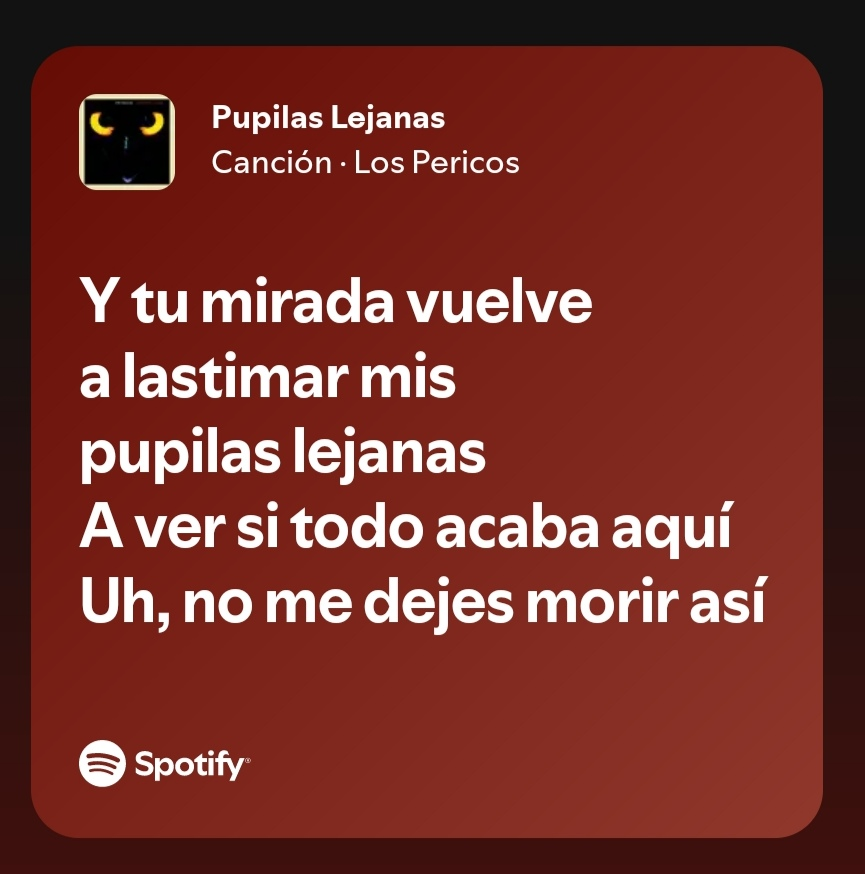 Pupilas Lejanas
Canción · Los Pericos
Y tu mirada vuelve
a lastimar mis
pupilas lejanas
A ver si todo acaba aquí
Uh, no me dejes morir así
Spotify®